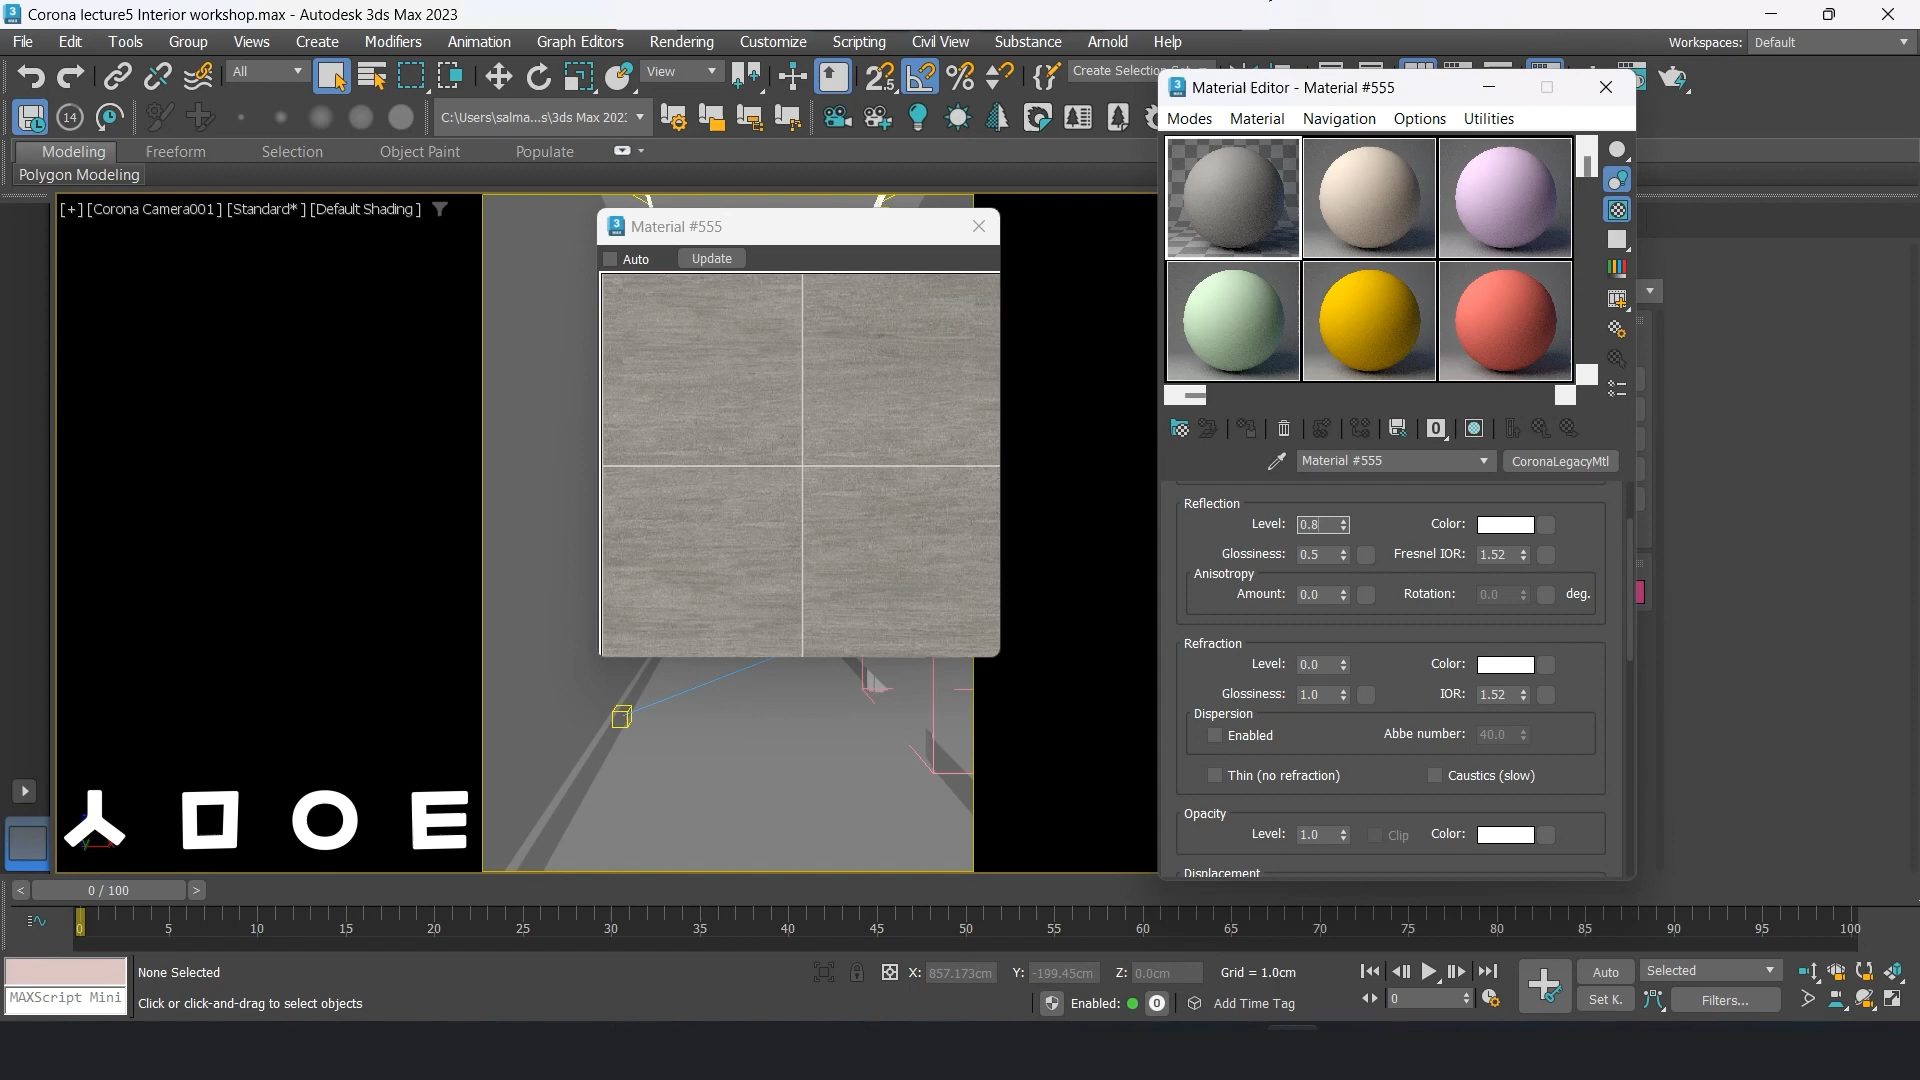 Corona lecture5 Interior workshop.max - Autodesk 3ds Max 2023
File Edit Tools Group Views Create Modifiers Animation Graph Editors Rendering Customize Scripting Civil View Substance Arnold Help
Workspaces: Default
All
View
Create Selection
C:\Users\salma...s\3ds Max 202
14
Modeling Freeform Selection Object Paint Populate
Polygon Modeling
[+] [Corona Camera001] [Standard*] [Default Shading]
Material #555
Auto Update
Material Editor - Material #555
Modes Material Navigation Options Utilities
0
Material #555 CoronaLegacyMtl
Reflection
Level: 0.8 Color:
Glossiness: 0.5 Fresnel IOR: 1.52
Anisotropy
Amount: 0.0 Rotation: 0.0 deg.
Refraction
Level: 0.0 Color:
Glossiness: 1.0 IOR: 1.52
Dispersion
Enabled Abbe number: 40.0
Thin (no refraction) Caustics (slow)
Opacity
Level: 1.0 Clip Color:
Displacement
< 0 / 100 >
0 5 10 15 20 25 30 35 40 45 50 55 60 65 70 75 80 85 90 95 100
None Selected
X: 857.173cm Y: -199.45cm Z: 0.0cm Grid = 1.0cm
Auto Selected
MAXScript Mini
Click or click-and-drag to select objects
Enabled: 0 Add Time Tag
0
Set K. Filters...